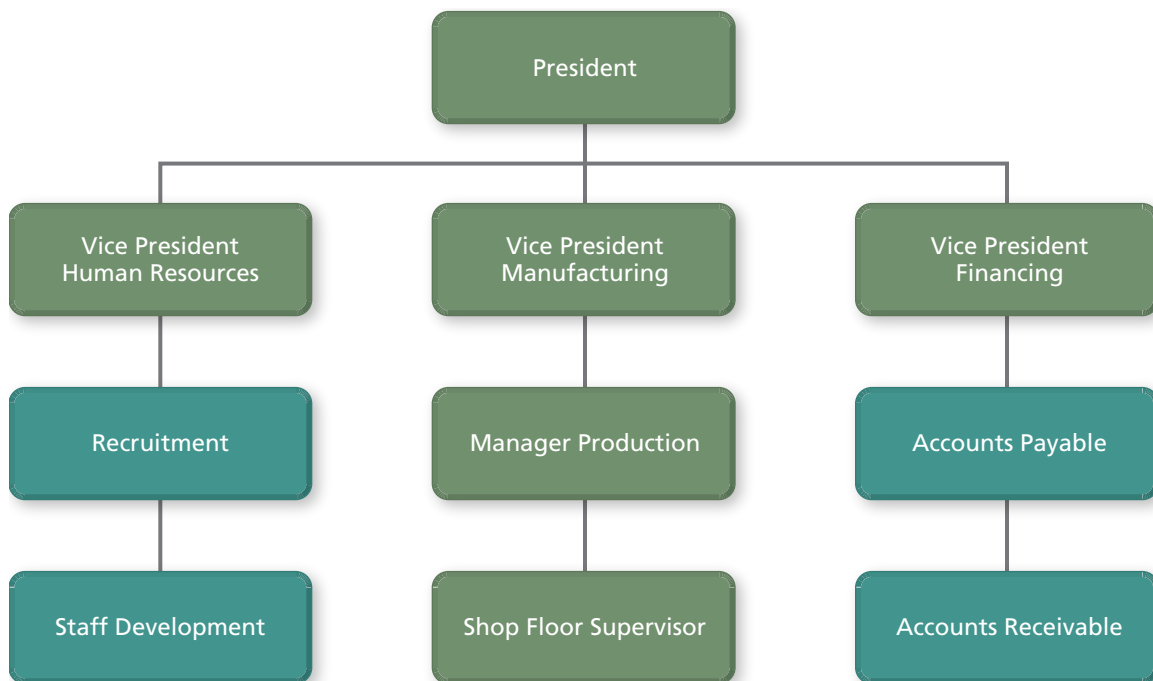 President
Vice President
Human Resources
Vice President
Manufacturing
Vice President
Financing
Recruitment
Manager Production
Accounts Payable
Staff Development
Shop Floor Supervisor
Accounts Receivable